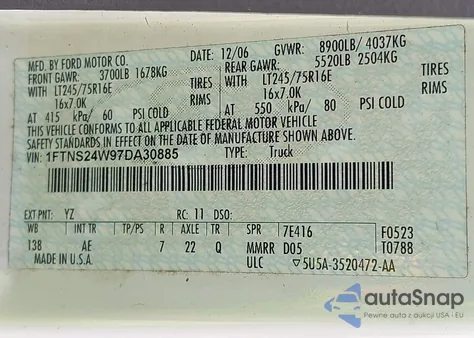 MFD. BY FORD MOTOR CO. DATE: 12/06 GVWR: 8900LB/ 4037KG
FRONT GAWR: 3700LB 1678KG REAR GAWR: 5520LB 2504KG
WITH LT245/75R16E TIRES WITH LT245/75R16E TIRES
16x7.0K RIMS 16x7.0K RIMS
AT 415 kPa/ 60 PSI COLD AT 550 kPa/ 80 PSI COLD
THIS VEHICLE CONFORMS TO ALL APPLICABLE FEDERAL MOTOR VEHICLE
SAFETY STANDARDS IN EFFECT ON THE DATE OF MANUFACTURE SHOWN ABOVE.
VIN: 1FTNS24W97DA30885 TYPE: Truck
EXT PNT: YZ RC: 11 DSO:
WB INT TR TP/PS R AXLE TR SPR 7E416 F0523
138 AE 7 22 Q MMRR D05 T0788
MADE IN U.S.A. ULC ▽5U5A-3520472-AA
autoSnap
Pewne auta z USA i EU